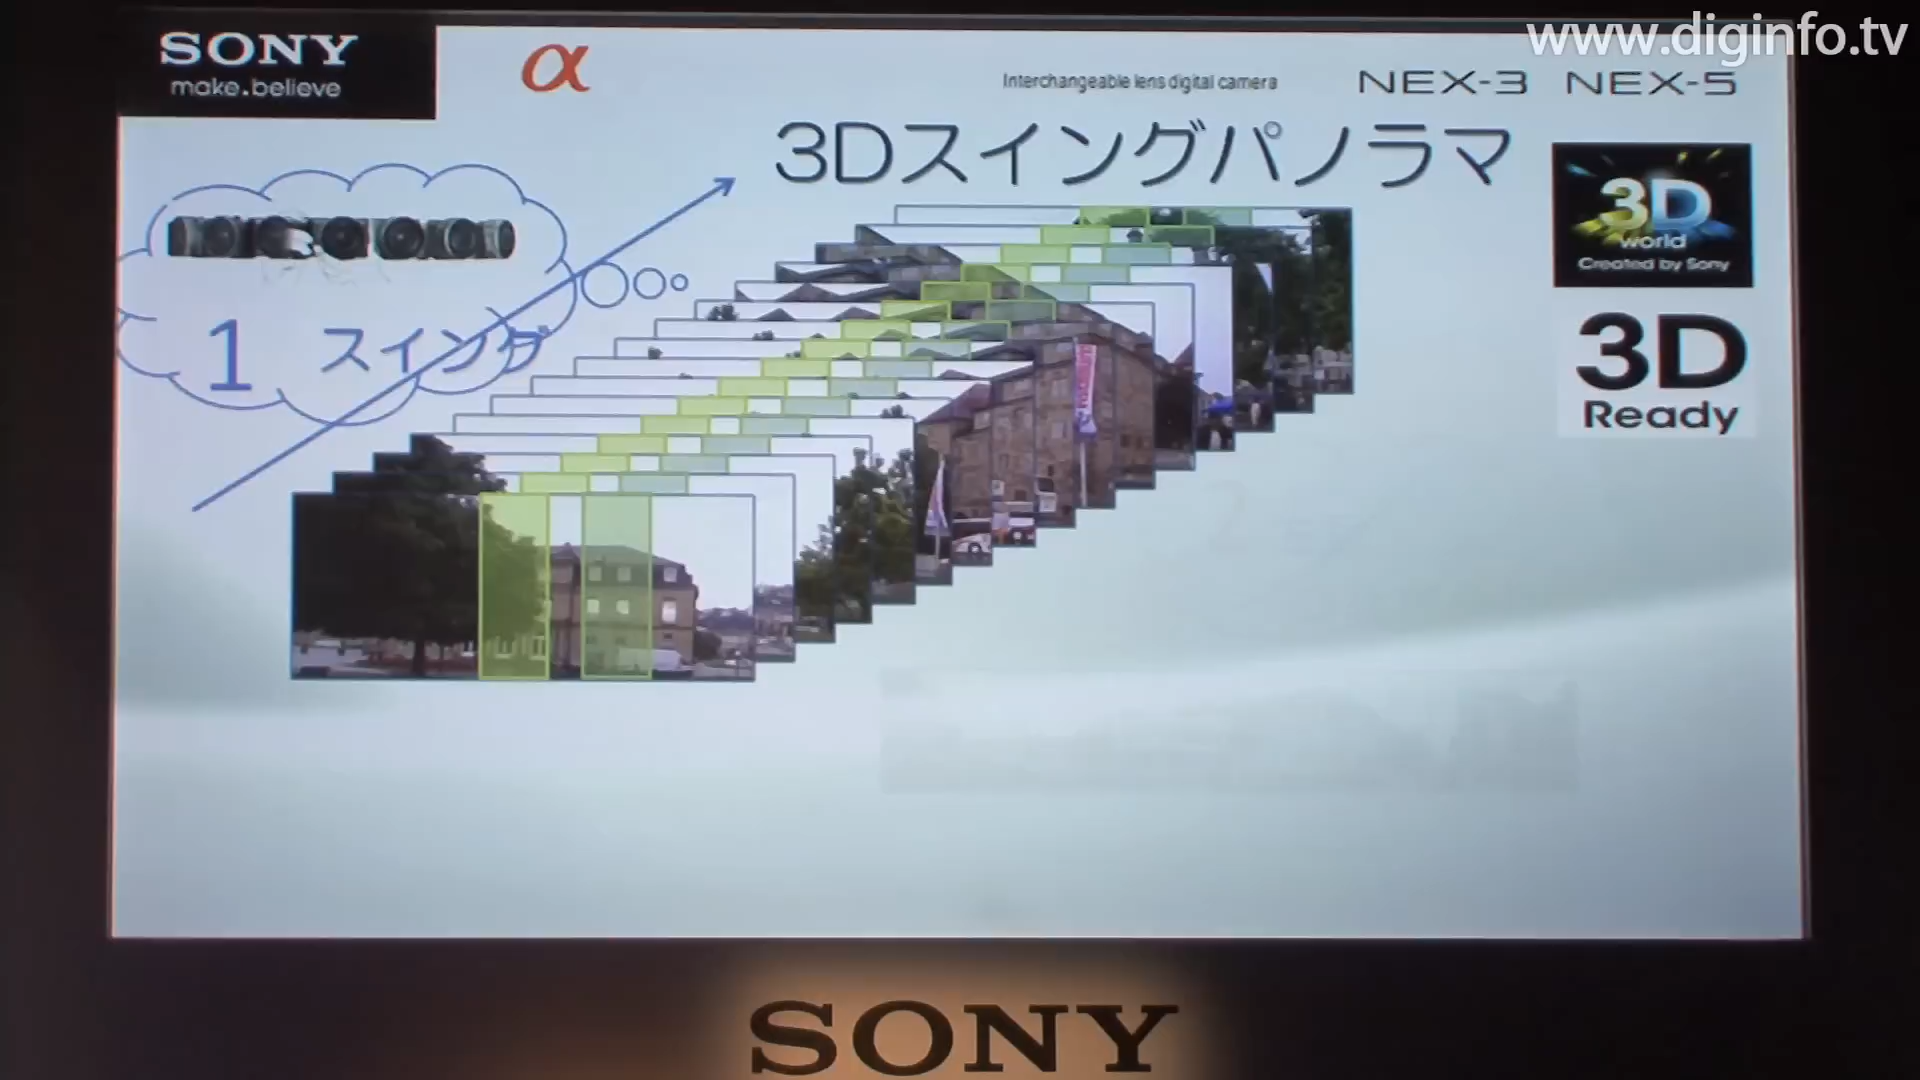 www.diginfo.tv
SONY
make.believe
α
Interchangeable lens digital camera
NEX-3 NEX-5
3Dスイングパノラマ
3D
world
Created by Sony
1 スイング
3D
Ready
SONY